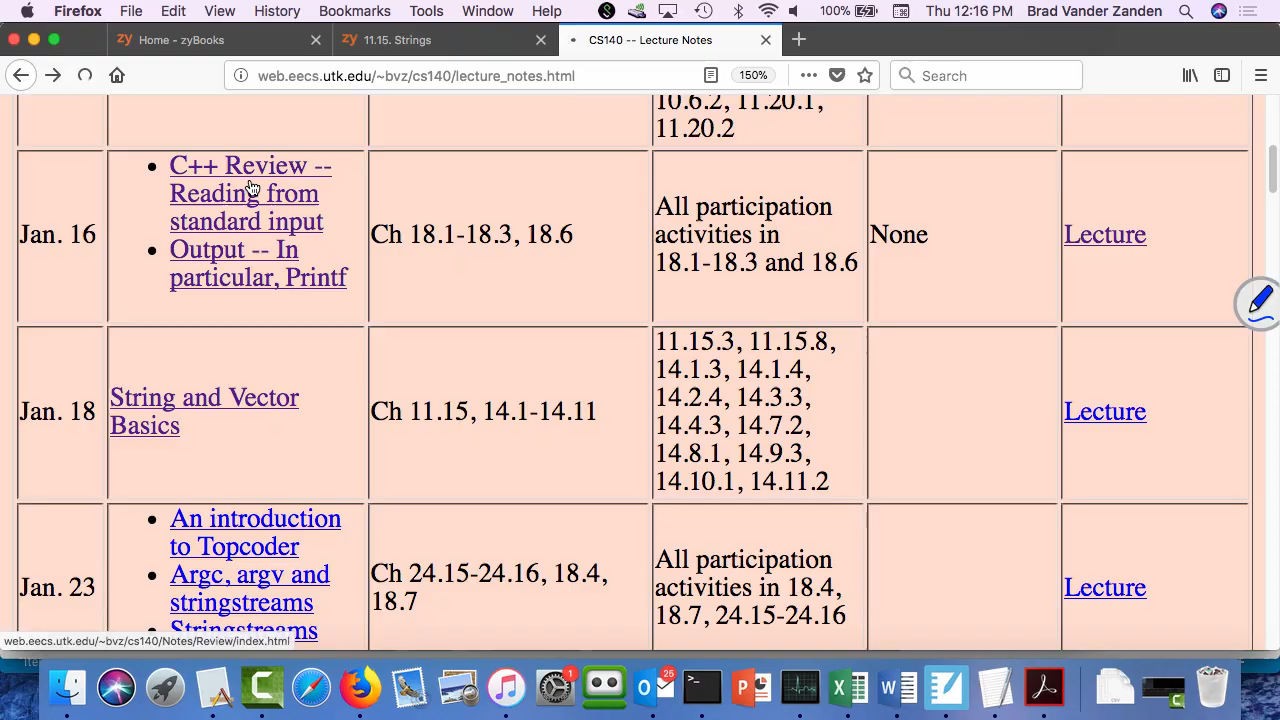 Firefox File Edit View History Bookmarks Tools Window Help 100% Thu 12:16 PM Brad Vander Zanden
zy Home - zyBooks zy 11.15. Strings CS140 -- Lecture Notes
web.eecs.utk.edu/~bvz/cs140/lecture_notes.html 150% Search
10.6.2, 11.20.1,
11.20.2
Jan. 16
C++ Review --
Reading from
standard input
Output -- In
particular, Printf
Ch 18.1-18.3, 18.6
All participation
activities in
18.1-18.3 and 18.6
None
Lecture
Jan. 18
String and Vector
Basics
Ch 11.15, 14.1-14.11
11.15.3, 11.15.8,
14.1.3, 14.1.4,
14.2.4, 14.3.3,
14.4.3, 14.7.2,
14.8.1, 14.9.3,
14.10.1, 14.11.2
Lecture
Jan. 23
An introduction
to Topcoder
Argc, argv and
stringstreams
Stringstreams
Ch 24.15-24.16, 18.4,
18.7
All participation
activities in 18.4,
18.7, 24.15-24.16
Lecture
web.eecs.utk.edu/~bvz/cs140/Notes/Review/index.html
1
25